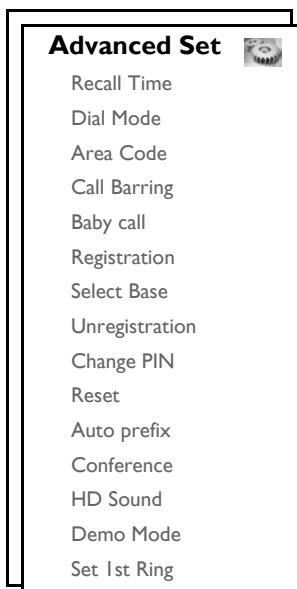 Advanced Set
Recall Time
Dial Mode
Area Code
Call Barring
Baby call
Registration
Select Base
Unregistration
Change PIN
Reset
Auto prefix
Conference
HD Sound
Demo Mode
Set 1st Ring